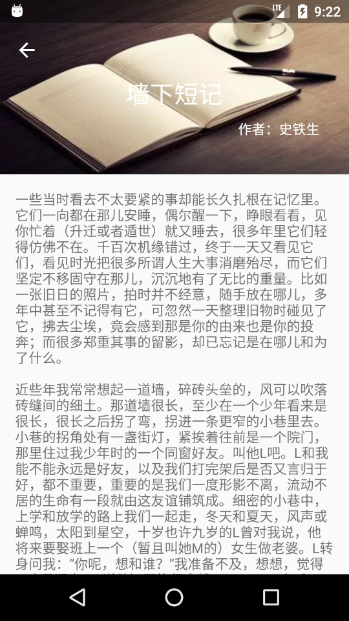 LTE
9:22
墙下短记
作者：史铁生
一些当时看去不太要紧的事却能长久扎根在记忆里。
它们一向都在那儿安睡，偶尔醒一下，睁眼看看，见
你忙着（升迁或者遁世）就又睡去，很多年里它们轻
得仿佛不在。千百次机缘错过，终于一天又看见它
们，看见时光把很多所谓人生大事消磨殆尽，而它们
坚定不移固守在那儿，沉沉地有了无比的重量。比如
一张旧日的照片，拍时并不经意，随手放在哪儿，多
年中甚至不记得有它，可忽然一天整理旧物时碰见了
它，拂去尘埃，竟会感到那是你的由来也是你的投
奔；而很多郑重其事的留影，却已忘记是在哪儿和为
了什么。
近些年我常常想起一道墙，碎砖头垒的，风可以吹落
砖缝间的细土。那道墙很长，至少在一个少年看来是
很长，很长之后拐了弯，拐进一条更窄的小巷里去。
小巷的拐角处有一盏街灯，紧挨着往前是一个院门，
那里住过我少年时的一个同窗好友。叫他L吧。L和我
能不能永远是好友，以及我们打完架后是否又言归于
好，都不重要，重要的是我们一度形影不离，流动不
居的生命有一段就由这友谊铺筑成。细密的小巷中，
上学和放学的路上我们一起走，冬天和夏天，风声或
蝉鸣，太阳到星空，十岁也许九岁的L曾对我说，他
将来要娶班上一个（暂且叫她M的）女生做老婆。L转
身问我：“你呢，想和谁？”我准备不及，想想，觉得